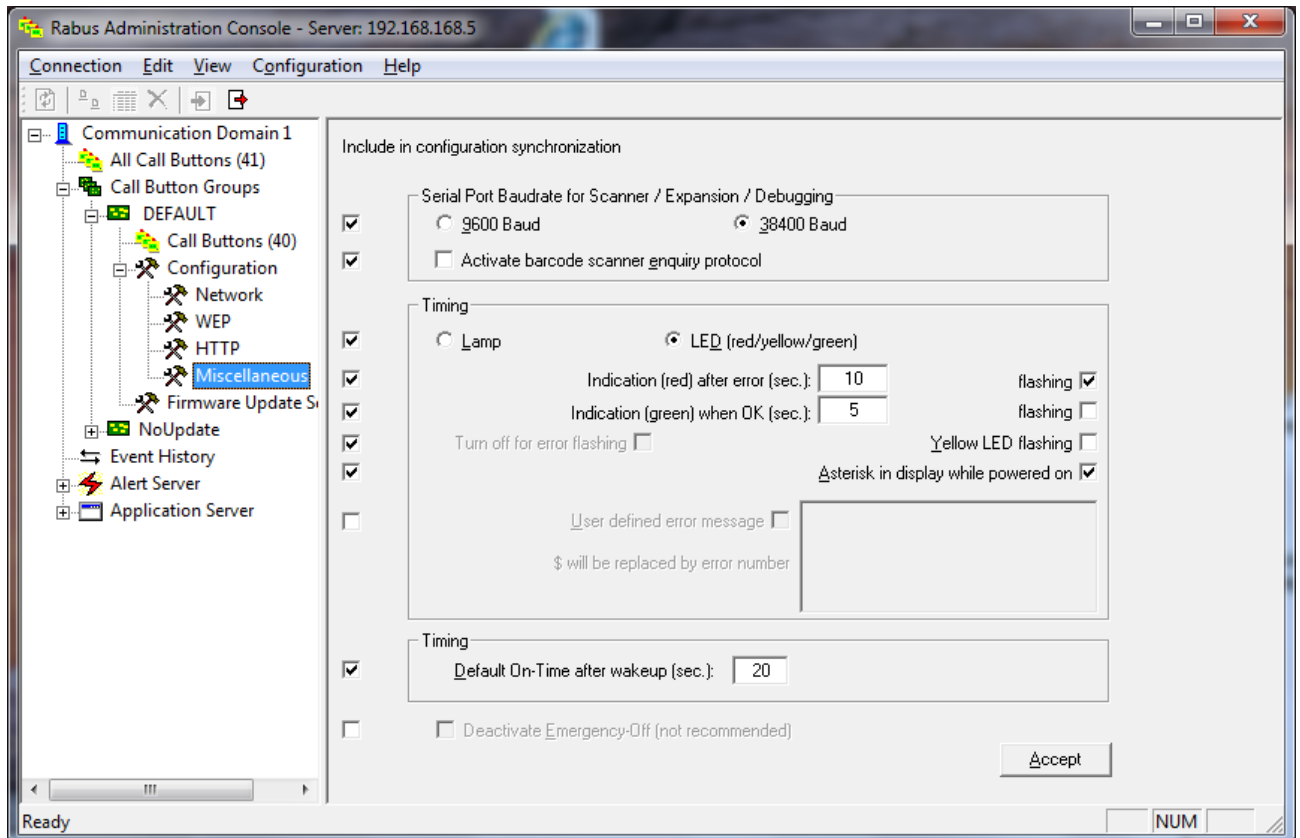 Rabus Administration Console - Server: 192.168.168.5
Connection Edit View Configuration Help
Communication Domain 1
All Call Buttons (41)
Call Button Groups
DEFAULT
Call Buttons (40)
Configuration
Network
WEP
HTTP
Miscellaneous
Firmware Update S
NoUpdate
Event History
Alert Server
Application Server
Include in configuration synchronization
Serial Port Baudrate for Scanner / Expansion / Debugging
9600 Baud 38400 Baud
Activate barcode scanner enquiry protocol
Timing
Lamp LED (red/yellow/green)
Indication (red) after error (sec.): 10 flashing
Indication (green) when OK (sec.): 5 flashing
Turn off for error flashing Yellow LED flashing
Asterisk in display while powered on
User defined error message
$ will be replaced by error number
Timing
Default On-Time after wakeup (sec.): 20
Deactivate Emergency-Off (not recommended)
Accept
Ready NUM